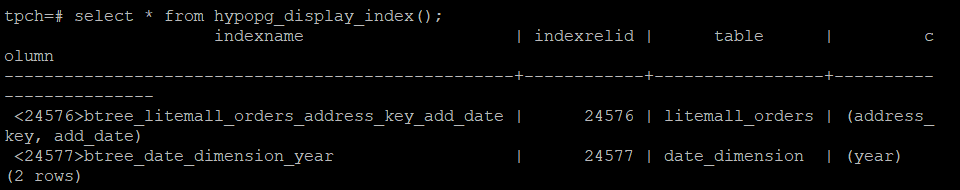 tpch=# select * from hypopg_display_index();
                     indexname                     | indexrelid |      table      |         c
olumn
---------------------------------------------------+------------+-----------------+----------
---------------
 <24576>btree_litemall_orders_address_key_add_date |      24576 | litemall_orders | (address_
key, add_date)
 <24577>btree_date_dimension_year                  |      24577 | date_dimension  | (year)
(2 rows)